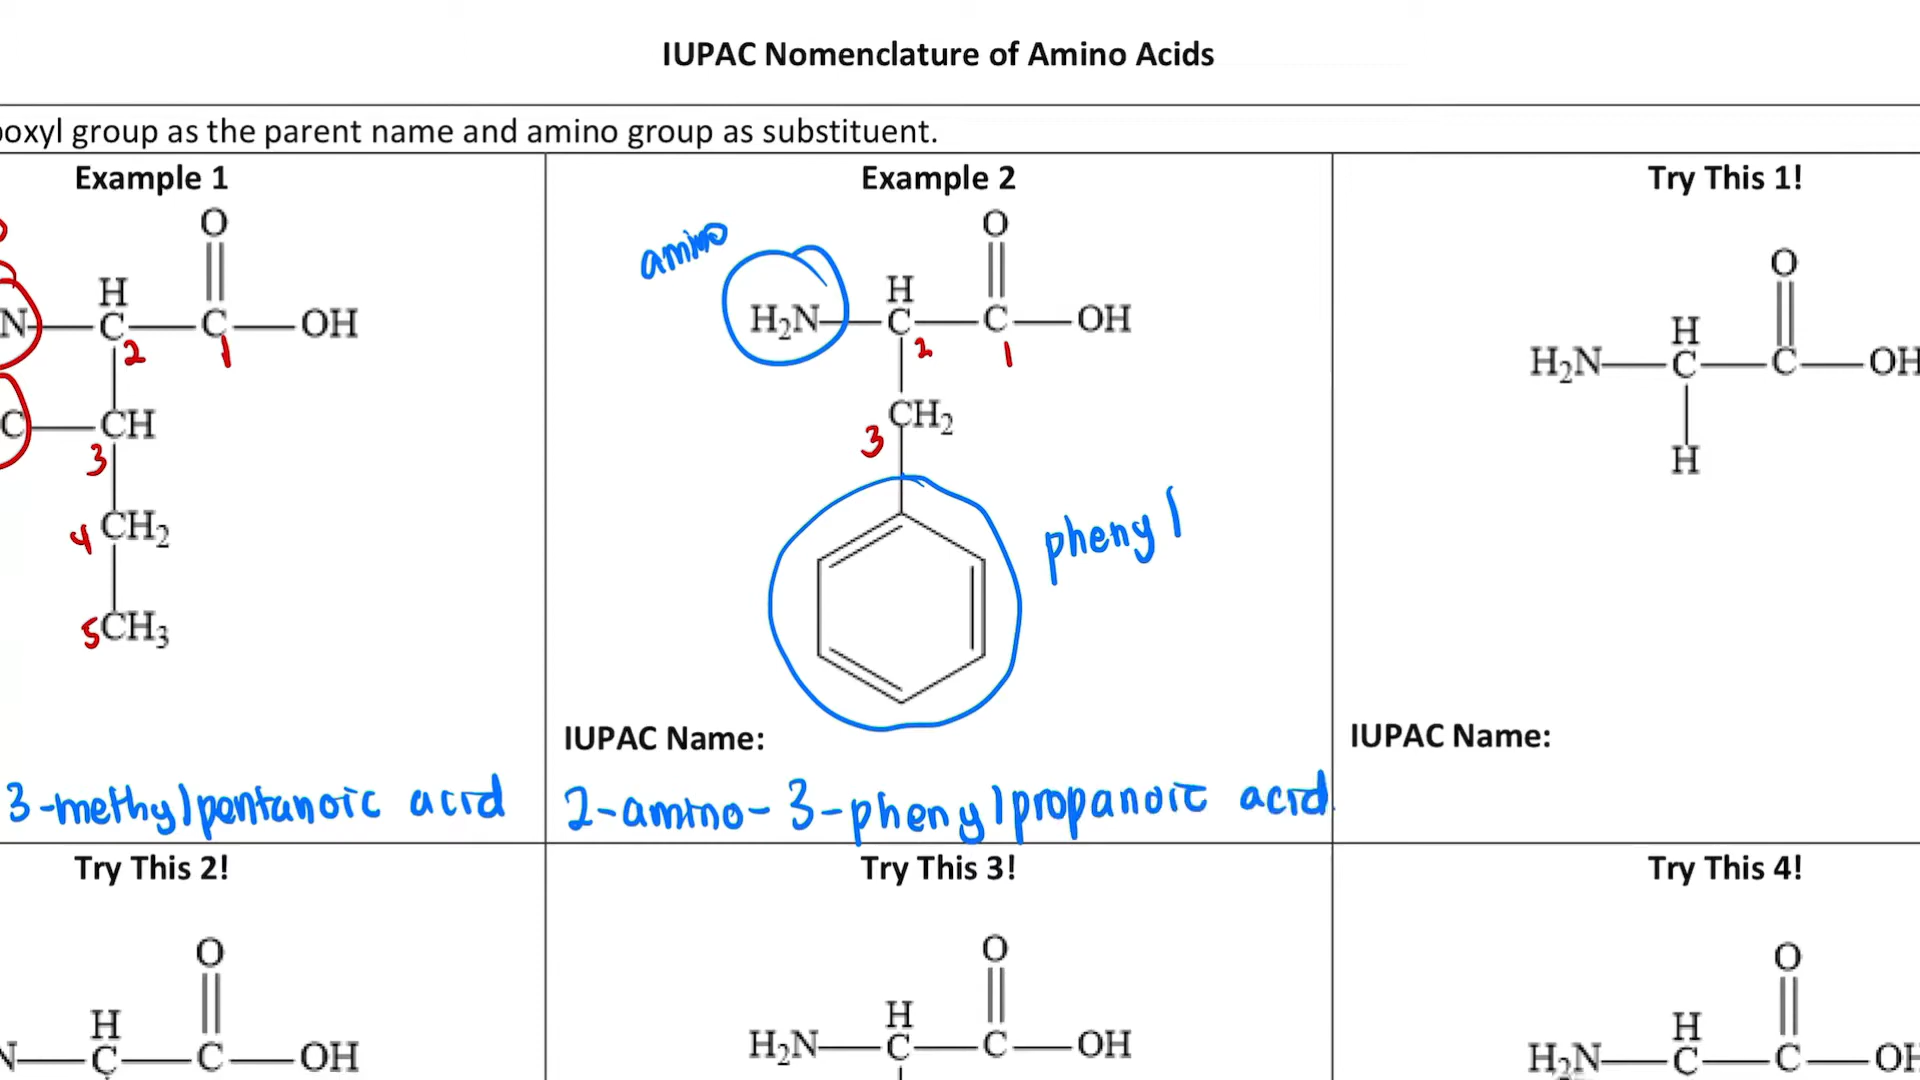 IUPAC Nomenclature of Amino Acids
boxyl group as the parent name and amino group as substituent.
Example 1
O
H
N C C OH
2 1
C CH
3
4 CH₂
5 CH₃
3-methylpentanoic acid
Example 2
amino
O
H
H₂N C C OH
2 1
CH₂
3
phenyl
IUPAC Name:
2-amino-3-phenylpropanoic acid
Try This 1!
O
H
H₂N C C OH
H
IUPAC Name:
Try This 2!
O
H
N C C OH
Try This 3!
O
H
H₂N C C OH
Try This 4!
O
H
H₂N C C OH